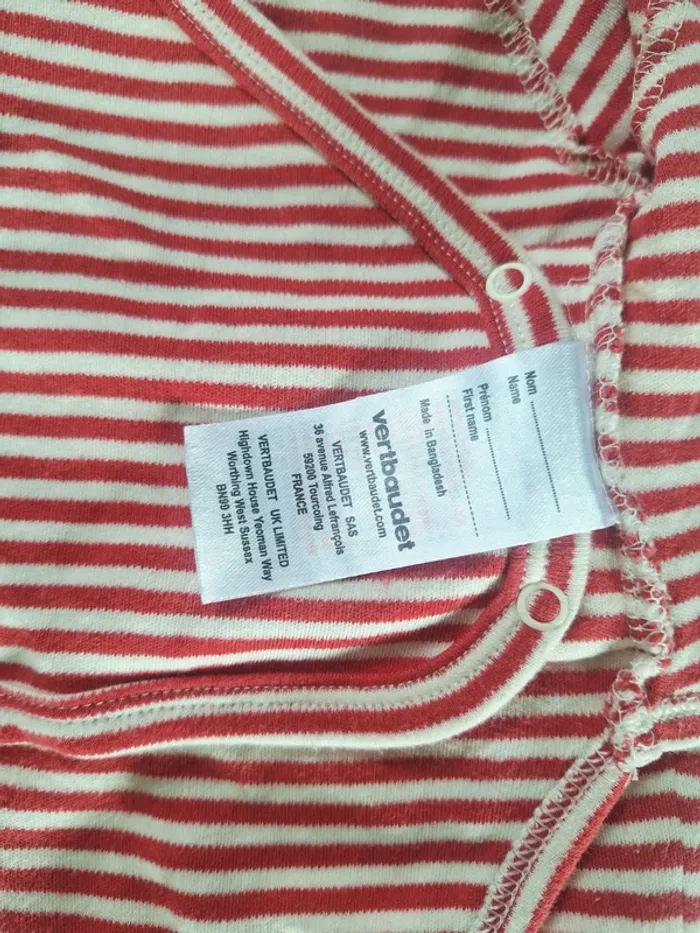 Nom
Name
Prénom
First name
Made in Bangladesh
vertbaudet
www.vertbaudet.com
VERTBAUDET SAS
36 avenue Alfred Lefrançois
59200 Tourcoing
FRANCE
VERTBAUDET UK LIMITED
Highdown House Yeoman Way
Worthing West Sussex
BN99 3HH